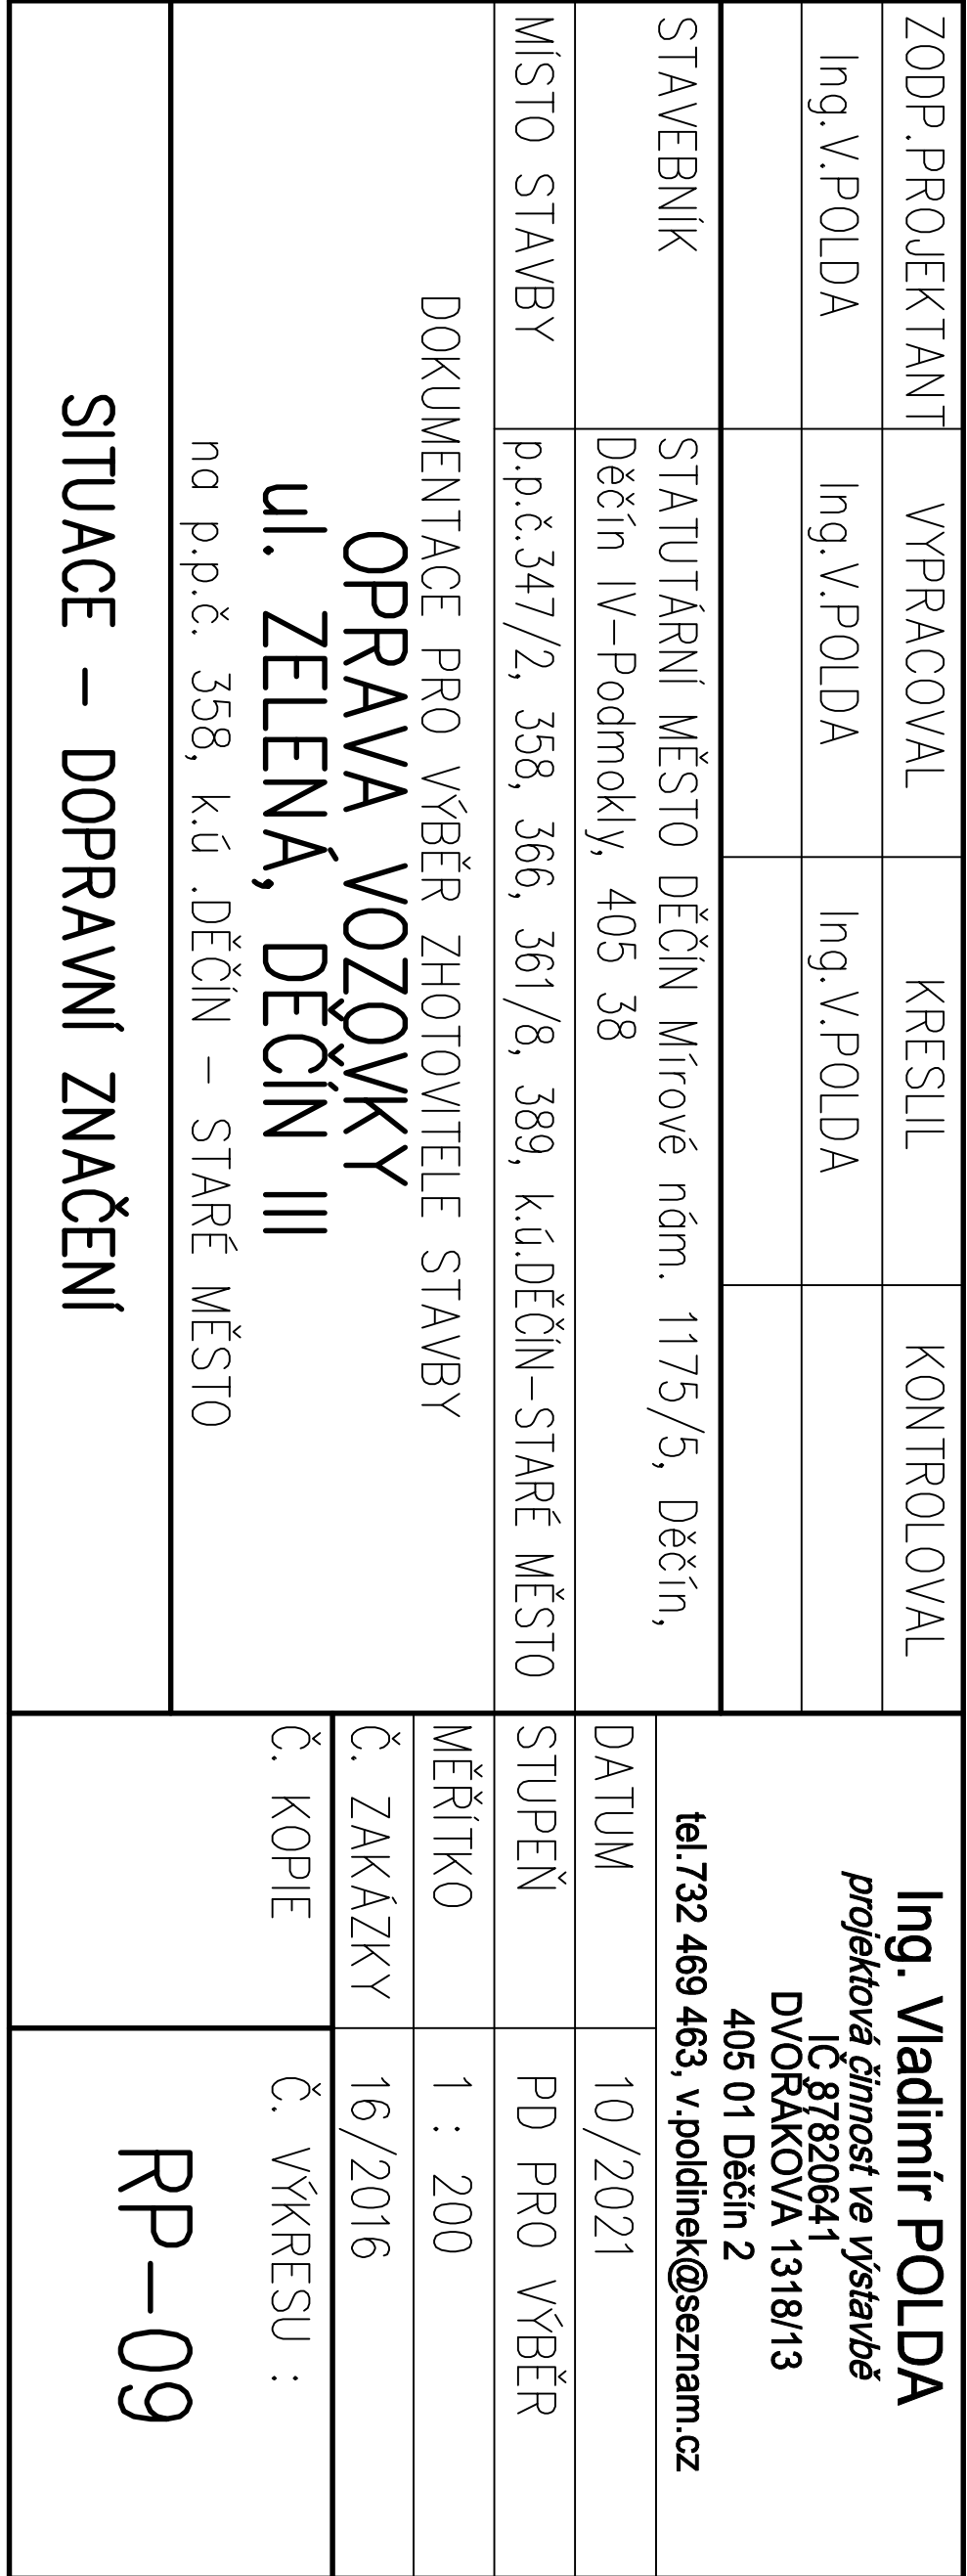 ZODP.PROJEKTANT
VYPRACOVAL
KRESLIL
KONTROLOVAL
Ing.V.POLDA
Ing.V.POLDA
Ing.V.POLDA
STAVEBNÍK
STATUTÁRNÍ MĚSTO DĚČÍN Mírové nám. 1175/5, Děčín,
Děčín IV-Podmokly, 405 38
MÍSTO STAVBY
p.p.č.347/2, 358, 366, 361/8, 389, k.ú.DĚČÍN-STARÉ MĚSTO
DOKUMENTACE PRO VÝBĚR ZHOTOVITELE STAVBY
OPRAVA VOZOVKY
ul. ZELENÁ, DĚČÍN III
na p.p.č. 358, k.ú .DĚČÍN - STARÉ MĚSTO
SITUACE - DOPRAVNÍ ZNAČENÍ
Ing. Vladimír POLDA
projektová činnost ve výstavbě
IČ 87820641
DVOŘÁKOVA 1318/13
405 01 Děčín 2
tel.732 469 463, v.poldinek@seznam.cz
DATUM
10/2021
STUPEŇ
PD PRO VÝBĚR
MĚŘÍTKO
1 : 200
Č. ZAKÁZKY
16/2016
Č. KOPIE
Č. VÝKRESU :
RP-09